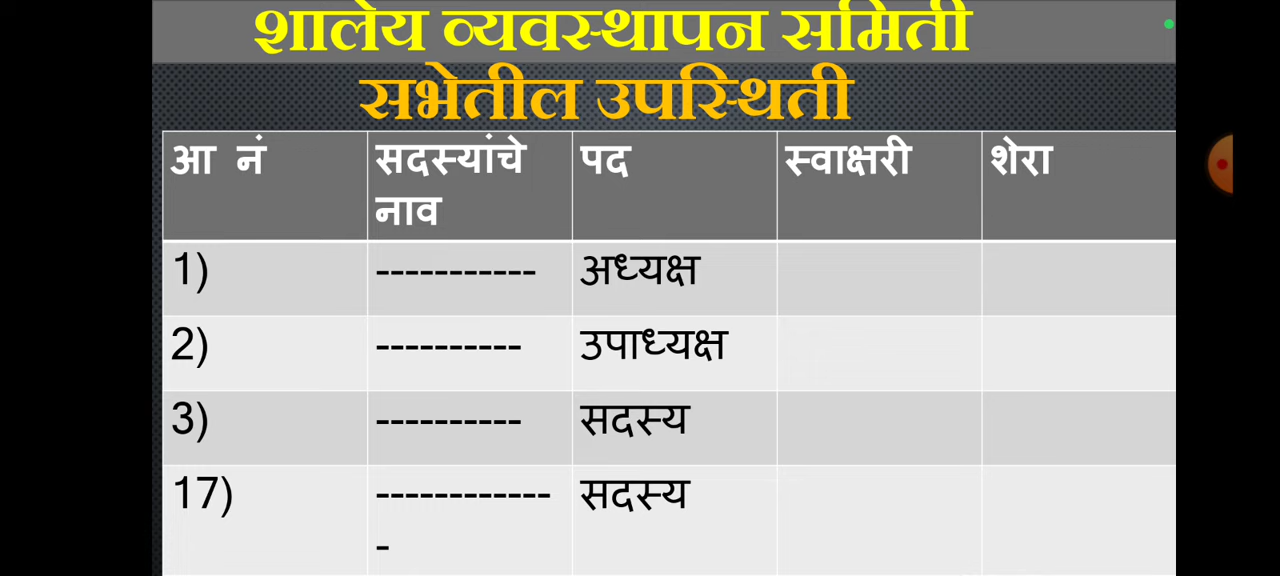 शालेय व्यवस्थापन समिती
सभेतील उपस्थिती
आ नं सदस्यांचे नाव पद स्वाक्षरी शेरा
1) ----------- अध्यक्ष
2) ---------- उपाध्यक्ष
3) ---------- सदस्य
17) ------------- सदस्य